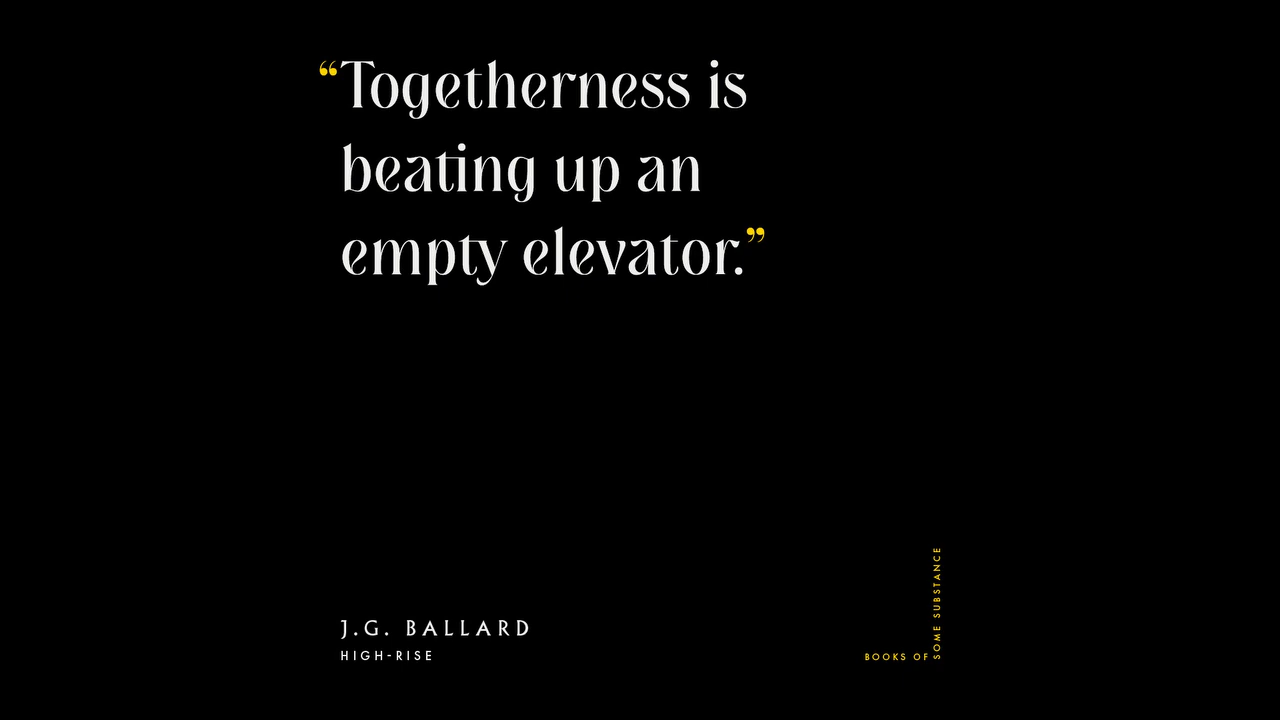 “Togetherness is
beating up an
empty elevator.”
J.G. BALLARD
HIGH-RISE
BOOKS OF
SOME SUBSTANCE